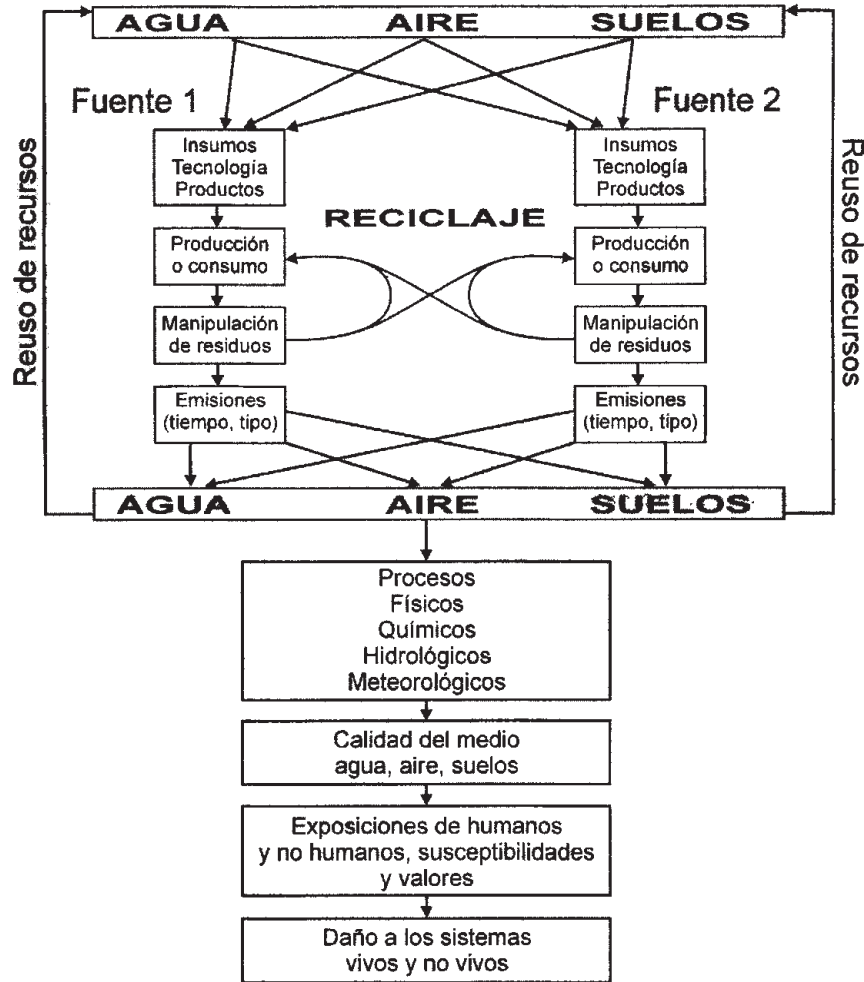 AGUA AIRE SUELOS
Fuente 1
Fuente 2
Reuso de recursos
Reuso de recursos
Insumos
Tecnología
Productos
Insumos
Tecnología
Productos
RECICLAJE
Producción
o consumo
Producción
o consumo
Manipulación
de residuos
Manipulación
de residuos
Emisiones
(tiempo, tipo)
Emisiones
(tiempo, tipo)
AGUA AIRE SUELOS
Procesos
Físicos
Químicos
Hidrológicos
Meteorológicos
Calidad del medio
agua, aire, suelos
Exposiciones de humanos
y no humanos, susceptibilidades
y valores
Daño a los sistemas
vivos y no vivos